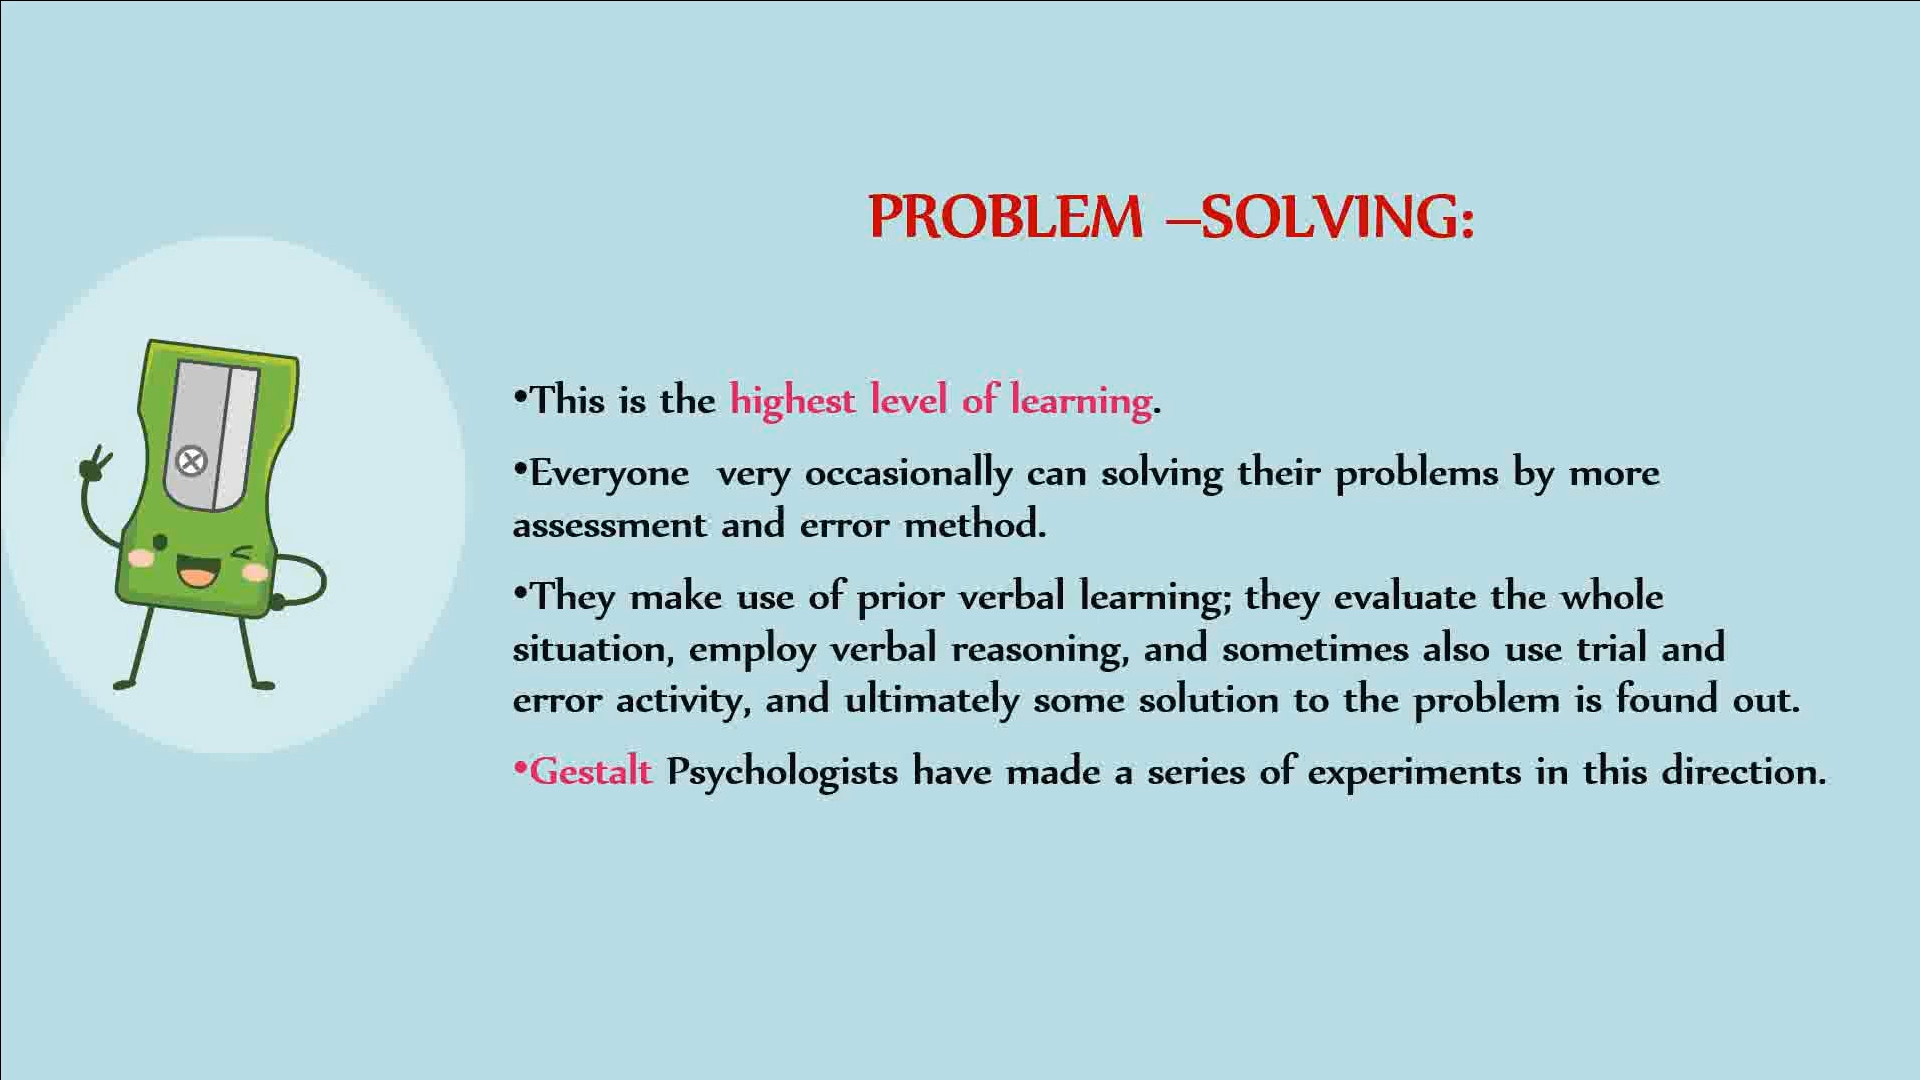 PROBLEM –SOLVING:
•This is the highest level of learning.
•Everyone very occasionally can solving their problems by more
assessment and error method.
•They make use of prior verbal learning; they evaluate the whole
situation, employ verbal reasoning, and sometimes also use trial and
error activity, and ultimately some solution to the problem is found out.
•Gestalt Psychologists have made a series of experiments in this direction.